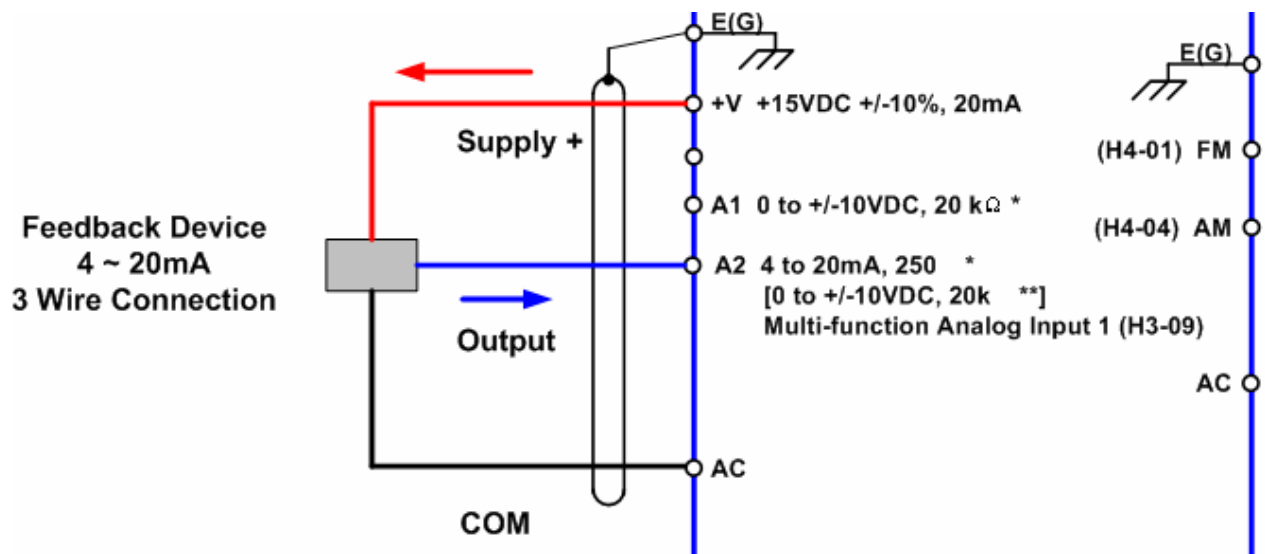 E(G)
E(G)
+V +15VDC +/-10%, 20mA
Supply +
(H4-01) FM
A1 0 to +/-10VDC, 20 kΩ *
Feedback Device
4 ~ 20mA
3 Wire Connection
(H4-04) AM
A2 4 to 20mA, 250 *
[0 to +/-10VDC, 20k **]
Multi-function Analog Input 1 (H3-09)
Output
AC
AC
COM